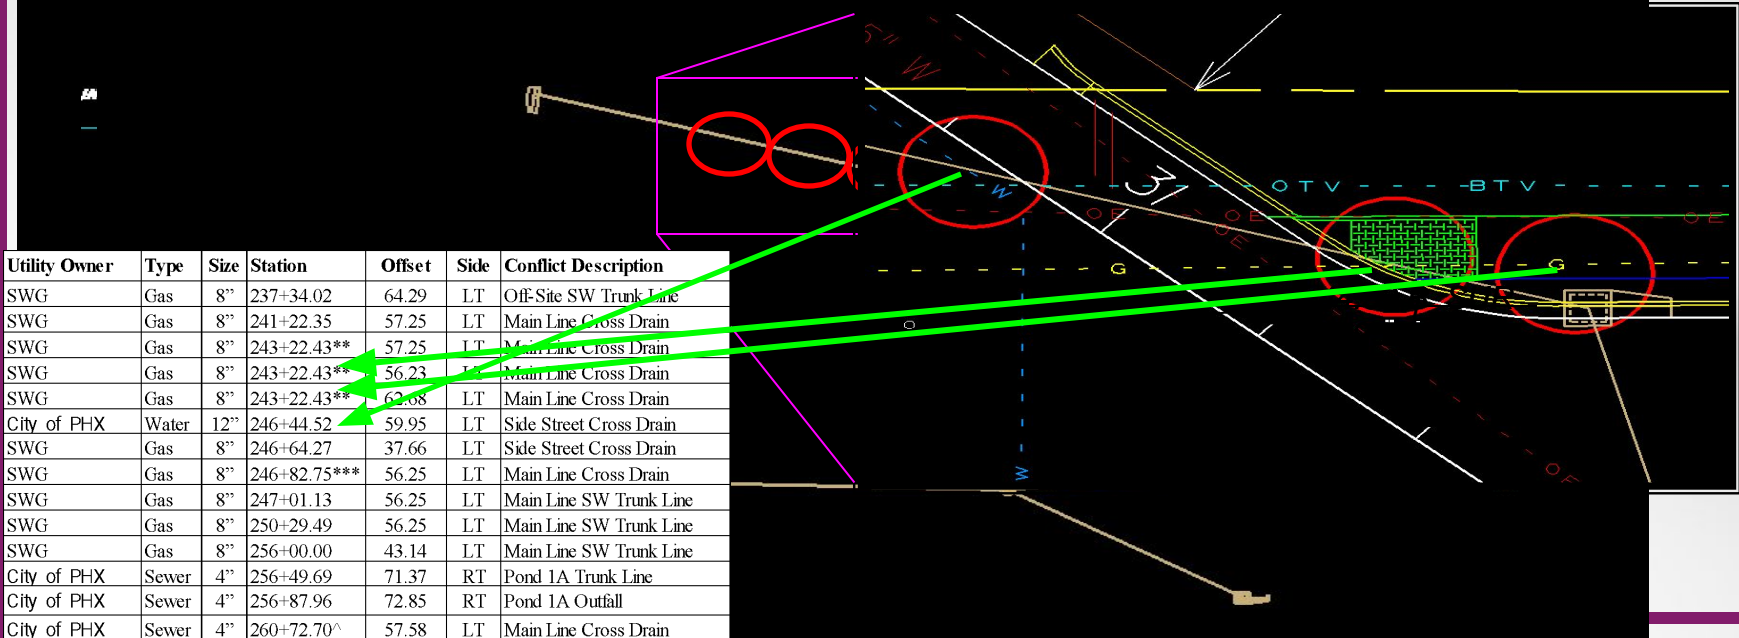 5" W
W
3
OTV
BTV
OE
OE
OE
OE
G
G
Utility Owner Type Size Station Offset Side Conflict Description
SWG Gas 8” 237+34.02 64.29 LT Off-Site SW Trunk Line
SWG Gas 8” 241+22.35 57.25 LT Main Line Cross Drain
SWG Gas 8” 243+22.43** 57.25 LT Main Line Cross Drain
SWG Gas 8” 243+22.43** 56.23 LT Main Line Cross Drain
SWG Gas 8” 243+22.43** 62.68 LT Main Line Cross Drain
City of PHX Water 12” 246+44.52 59.95 LT Side Street Cross Drain
SWG Gas 8” 246+64.27 37.66 LT Side Street Cross Drain
SWG Gas 8” 246+82.75*** 56.25 LT Main Line Cross Drain
SWG Gas 8” 247+01.13 56.25 LT Main Line SW Trunk Line
SWG Gas 8” 250+29.49 56.25 LT Main Line SW Trunk Line
SWG Gas 8” 256+00.00 43.14 LT Main Line SW Trunk Line
City of PHX Sewer 4” 256+49.69 71.37 RT Pond 1A Trunk Line
City of PHX Sewer 4” 256+87.96 72.85 RT Pond 1A Outfall
City of PHX Sewer 4” 260+72.70^ 57.58 LT Main Line Cross Drain
W